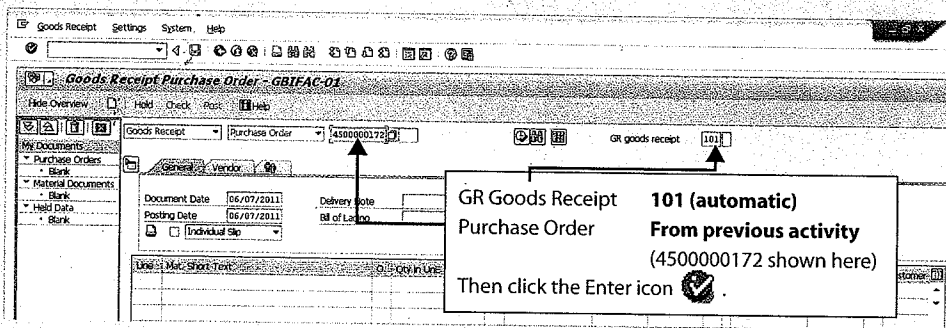 Goods Receipt Settings System Help
Goods Receipt Purchase Order - GBIFAC-01
Hide Overview Hold Check Post Help
Goods Receipt Purchase Order 4500000172 GR goods receipt 101
My Documents
Purchase Orders
Blank
Material Documents
Blank
Held Data
Blank
General Vendor
Document Date 06/07/2011 Delivery Note
Posting Date 06/07/2011 Bill of Lading
Individual Slip
Line Mat. Short Text O.. Qty in
GR Goods Receipt 101 (automatic)
Purchase Order From previous activity
(4500000172 shown here)
Then click the Enter icon .